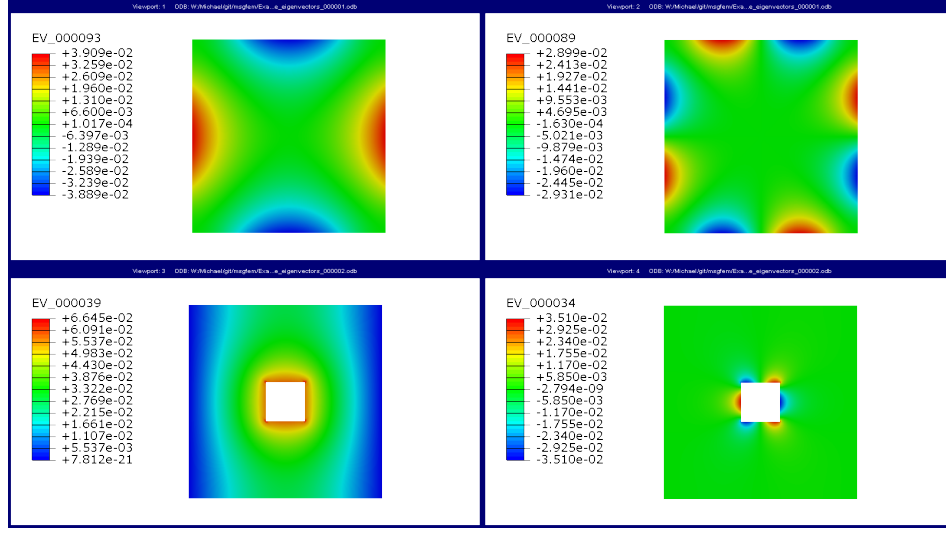 Viewport: 1 ODB: W:/Michael/git/msgfem/Exa...e_eigenvectors_000001.odb
EV_000093
+3.909e-02
+3.259e-02
+2.609e-02
+1.960e-02
+1.310e-02
+6.600e-03
+1.017e-04
-6.397e-03
-1.289e-02
-1.939e-02
-2.589e-02
-3.239e-02
-3.889e-02
Viewport: 2 ODB: W:/Michael/git/msgfem/Exa...e_eigenvectors_000001.odb
EV_000089
+2.899e-02
+2.413e-02
+1.927e-02
+1.441e-02
+9.553e-03
+4.695e-03
-1.630e-04
-5.021e-03
-9.879e-03
-1.474e-02
-1.960e-02
-2.445e-02
-2.931e-02
Viewport: 3 ODB: W:/Michael/git/msgfem/Exa...e_eigenvectors_000002.odb
EV_000039
+6.645e-02
+6.091e-02
+5.537e-02
+4.983e-02
+4.430e-02
+3.876e-02
+3.322e-02
+2.769e-02
+2.215e-02
+1.661e-02
+1.107e-02
+5.537e-03
+7.812e-21
Viewport: 4 ODB: W:/Michael/git/msgfem/Exa...e_eigenvectors_000002.odb
EV_000034
+3.510e-02
+2.925e-02
+2.340e-02
+1.755e-02
+1.170e-02
+5.850e-03
-2.794e-09
-5.850e-03
-1.170e-02
-1.755e-02
-2.340e-02
-2.925e-02
-3.510e-02